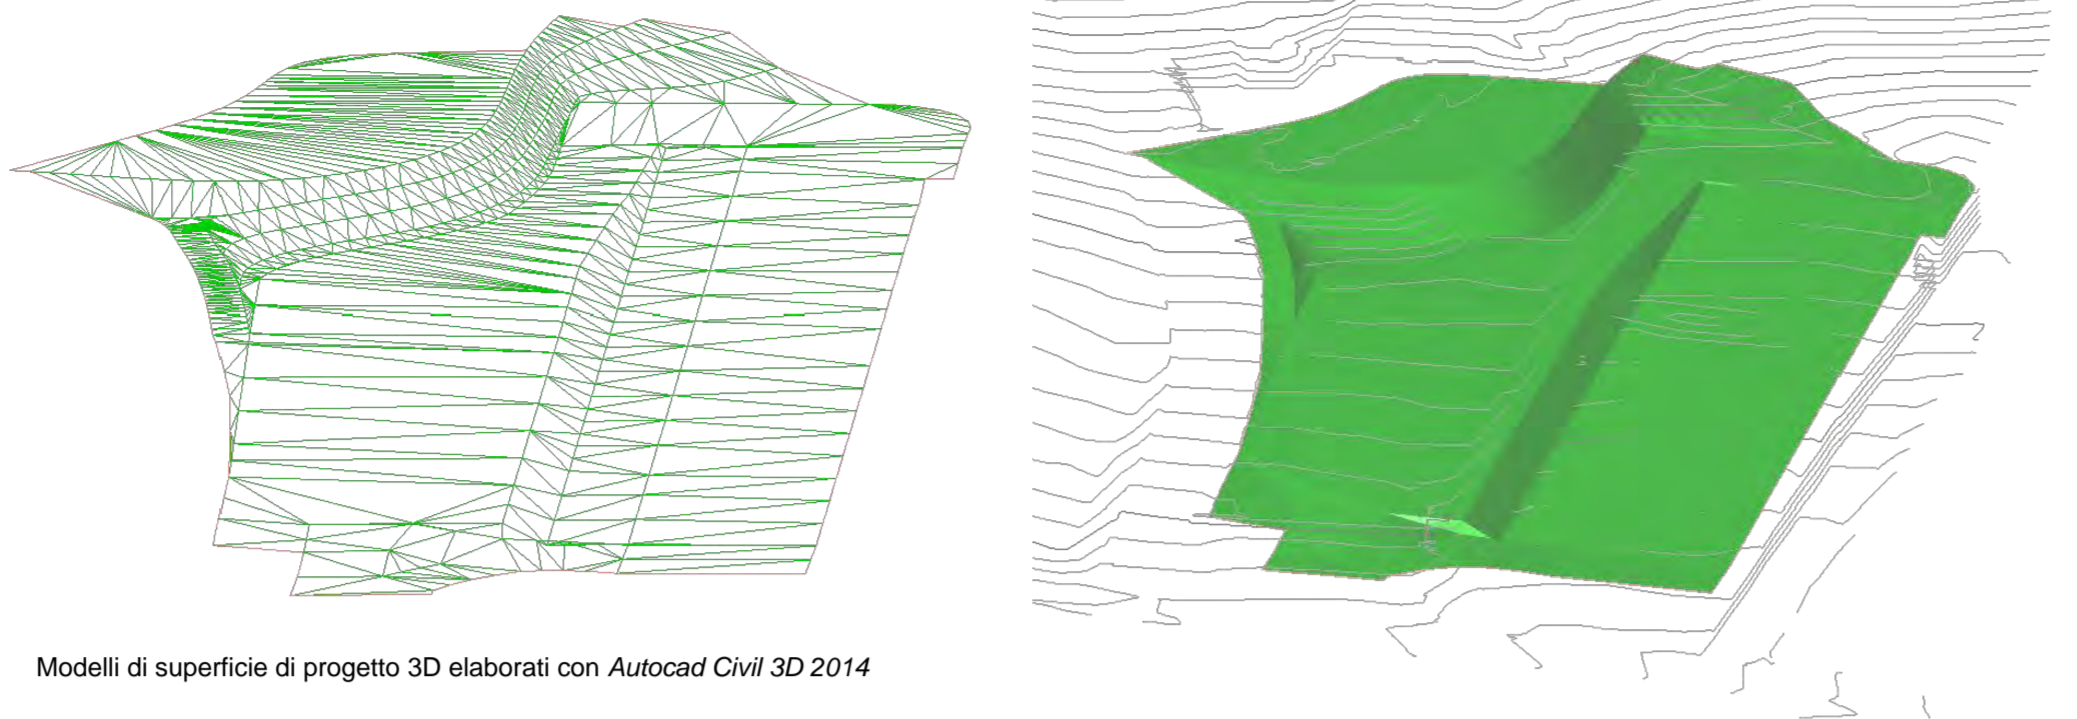 Modelli di superficie di progetto 3D elaborati con Autocad Civil 3D 2014